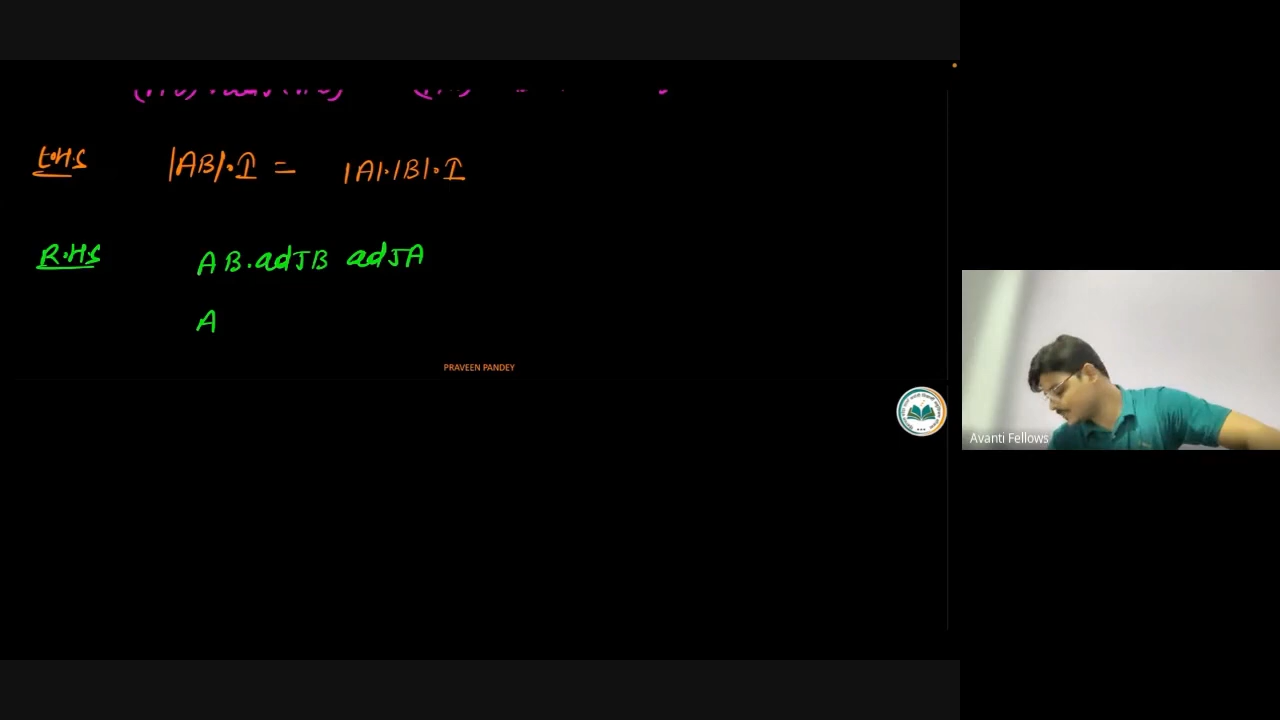 L.H.S |AB|.I = |A|.|B|.I
R.H.S AB.adJB adJA
A
PRAVEEN PANDEY
Avanti Fellows